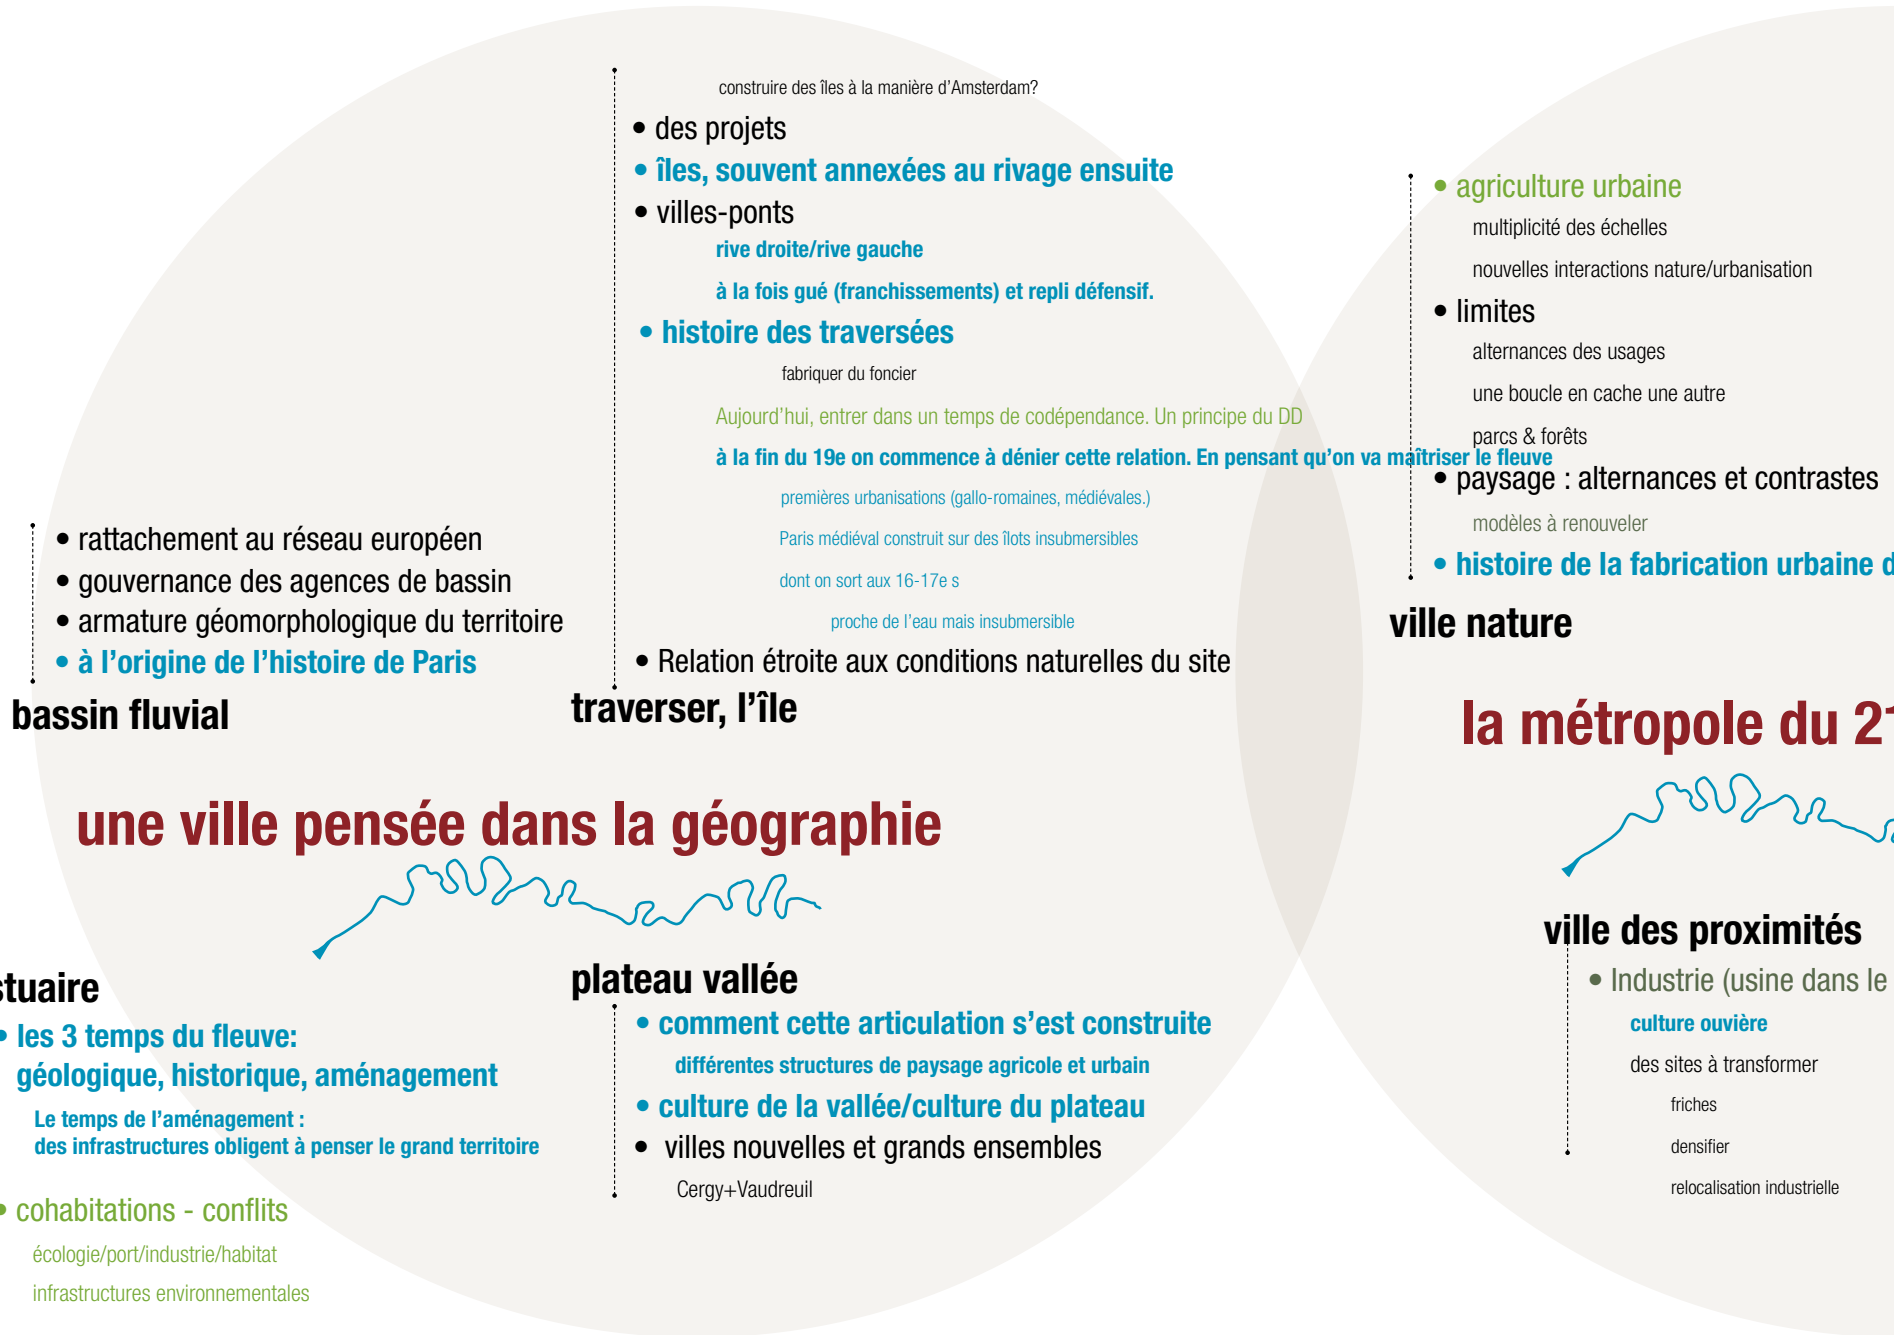 construire des îles à la manière d’Amsterdam?
• des projets
• îles, souvent annexées au rivage ensuite
• villes-ponts
rive droite/rive gauche
à la fois gué (franchissements) et repli défensif.
• histoire des traversées
fabriquer du foncier
Aujourd’hui, entrer dans un temps de codépendance. Un principe du DD
à la fin du 19e on commence à dénier cette relation. En pensant qu’on va maîtriser le fleuve
premières urbanisations (gallo-romaines, médiévales.)
Paris médiéval construit sur des îlots insubmersibles
dont on sort aux 16-17e s
proche de l’eau mais insubmersible
• Relation étroite aux conditions naturelles du site
traverser, l’île
• rattachement au réseau européen
• gouvernance des agences de bassin
• armature géomorphologique du territoire
• à l’origine de l’histoire de Paris
bassin fluvial
• agriculture urbaine
multiplicité des échelles
nouvelles interactions nature/urbanisation
• limites
alternances des usages
une boucle en cache une autre
parcs & forêts
• paysage : alternances et contrastes
modèles à renouveler
• histoire de la fabrication urbaine d
ville nature
une ville pensée dans la géographie
la métropole du 21
stuaire
• les 3 temps du fleuve:
géologique, historique, aménagement
Le temps de l’aménagement :
des infrastructures obligent à penser le grand territoire
• cohabitations - conflits
écologie/port/industrie/habitat
infrastructures environnementales
plateau vallée
• comment cette articulation s’est construite
différentes structures de paysage agricole et urbain
• culture de la vallée/culture du plateau
• villes nouvelles et grands ensembles
Cergy+Vaudreuil
ville des proximités
• Industrie (usine dans le
culture ouvière
des sites à transformer
friches
densifier
relocalisation industrielle